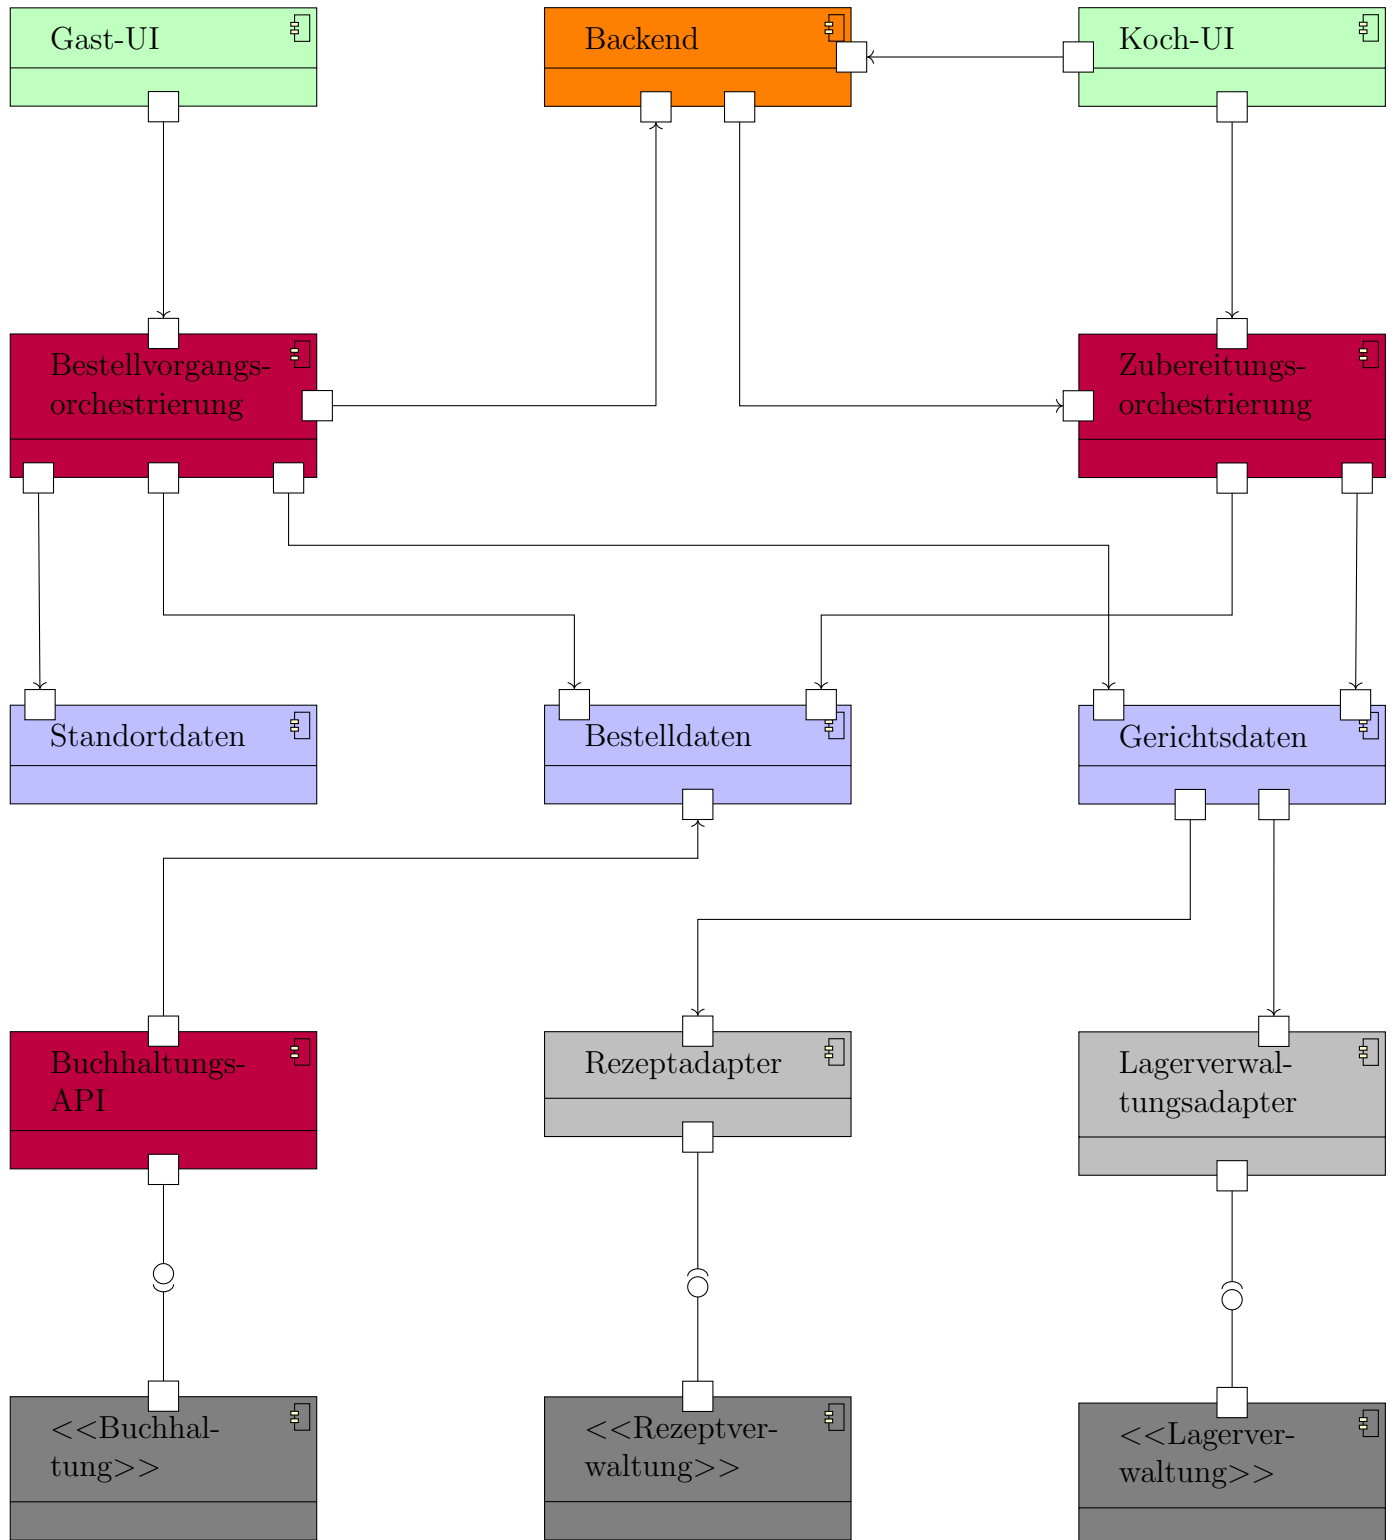 Gast-UI
Backend
Koch-UI
Bestellvorgangs-
orchestrierung
Zubereitungs-
orchestrierung
Standortdaten
Bestelldaten
Gerichtsdaten
Buchhaltungs-
API
Rezeptadapter
Lagerverwal-
tungsadapter
<<Buchhal-
tung>>
<<Rezeptver-
waltung>>
<<Lagerver-
waltung>>